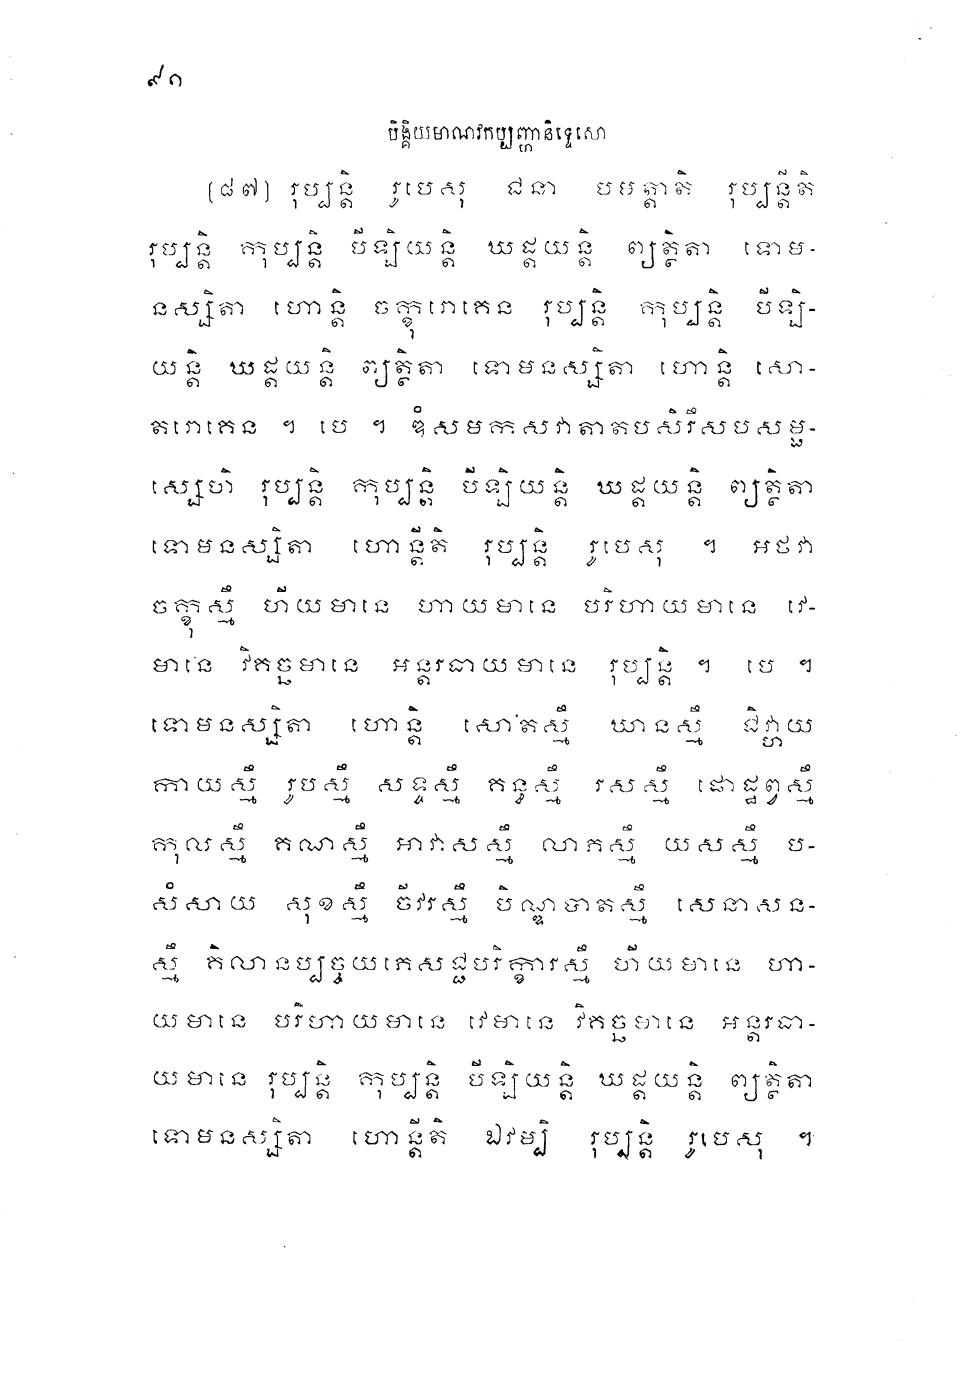 ៩១
បិង្គិយមាណវកប្បញ្ហានិទ្ទេសោ
(៨៧) រុប្បន្តិ រូបេសុ ជនា បមត្តាតិ រុប្បន្តីតិ
រុប្បន្តិ កុប្បន្តិ បីឡិយន្តិ ឃដ្តយន្តិ ព្យត្ថិតា ទោម-
នស្សិតា ហោន្តិ ចក្ខុរោគេន រុប្បន្តិ កុប្បន្តិ បីឡិ-
យន្តិ ឃដ្តយន្តិ ព្យត្ថិតា ទោមនស្សិតា ហោន្តិ សោ-
តរោគេន ។ បេ ។ ឌំសមកសវាតាតបសិរឹសបសម្ផ-
ស្សេហិ រុប្បន្តិ កុប្បន្តិ បីឡិយន្តិ ឃដ្តយន្តិ ព្យត្ថិតា
ទោមនស្សិតា ហោន្តីតិ រុប្បន្តិ រូបេសុ ។ អថវា
ចក្ខុស្មឹ ហីយមានេ ហាយមានេ បរិហាយមានេ វេ-
មានេ វិគច្ឆមានេ អន្តរធាយមានេ រុប្បន្តិ ។ បេ ។
ទោមនស្សិតា ហោន្តិ សោតស្មឹ ឃានស្មឹ ជិវ្ហាយ
កាយស្មឹ រូបស្មឹ សទ្ទស្មឹ គន្ធស្មឹ រសស្មឹ ផោដ្ឋព្វស្មឹ
កុលស្មឹ គណស្មឹ អាវាសស្មឹ លាភស្មឹ យសស្មឹ ប-
សំសាយ សុខស្មឹ ចីវរស្មឹ បិណ្ឌបាតស្មឹ សេនាសន-
ស្មឹ គិលានប្បច្ចយភេសជ្ជបរិក្ខារស្មឹ ហីយមានេ ហា-
យមានេ បរិហាយមានេ វេមានេ វិគច្ឆមានេ អន្តរធា-
យមានេ រុប្បន្តិ កុប្បន្តិ បីឡិយន្តិ ឃដ្តយន្តិ ព្យត្ថិតា
ទោមនស្សិតា ហោន្តីតិ ឯវម្បិ រុប្បន្តិ រូបេសុ ។